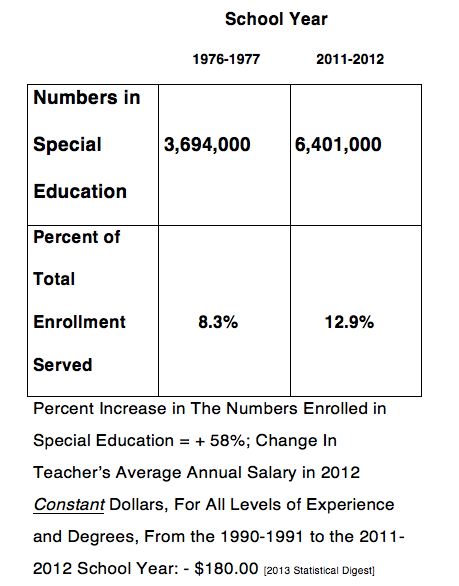 School Year
1976-1977 2011-2012
Numbers in
Special 3,694,000 6,401,000
Education
Percent of
Total
Enrollment 8.3% 12.9%
Served
Percent Increase in The Numbers Enrolled in
Special Education = + 58%; Change In
Teacher’s Average Annual Salary in 2012
Constant Dollars, For All Levels of Experience
and Degrees, From the 1990-1991 to the 2011-
2012 School Year: - $180.00 [2013 Statistical Digest]